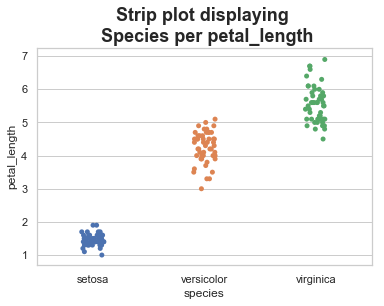 Strip plot displaying
Species per petal_length
7
6
5
4
3
2
1
petal_length
setosa
versicolor
virginica
species